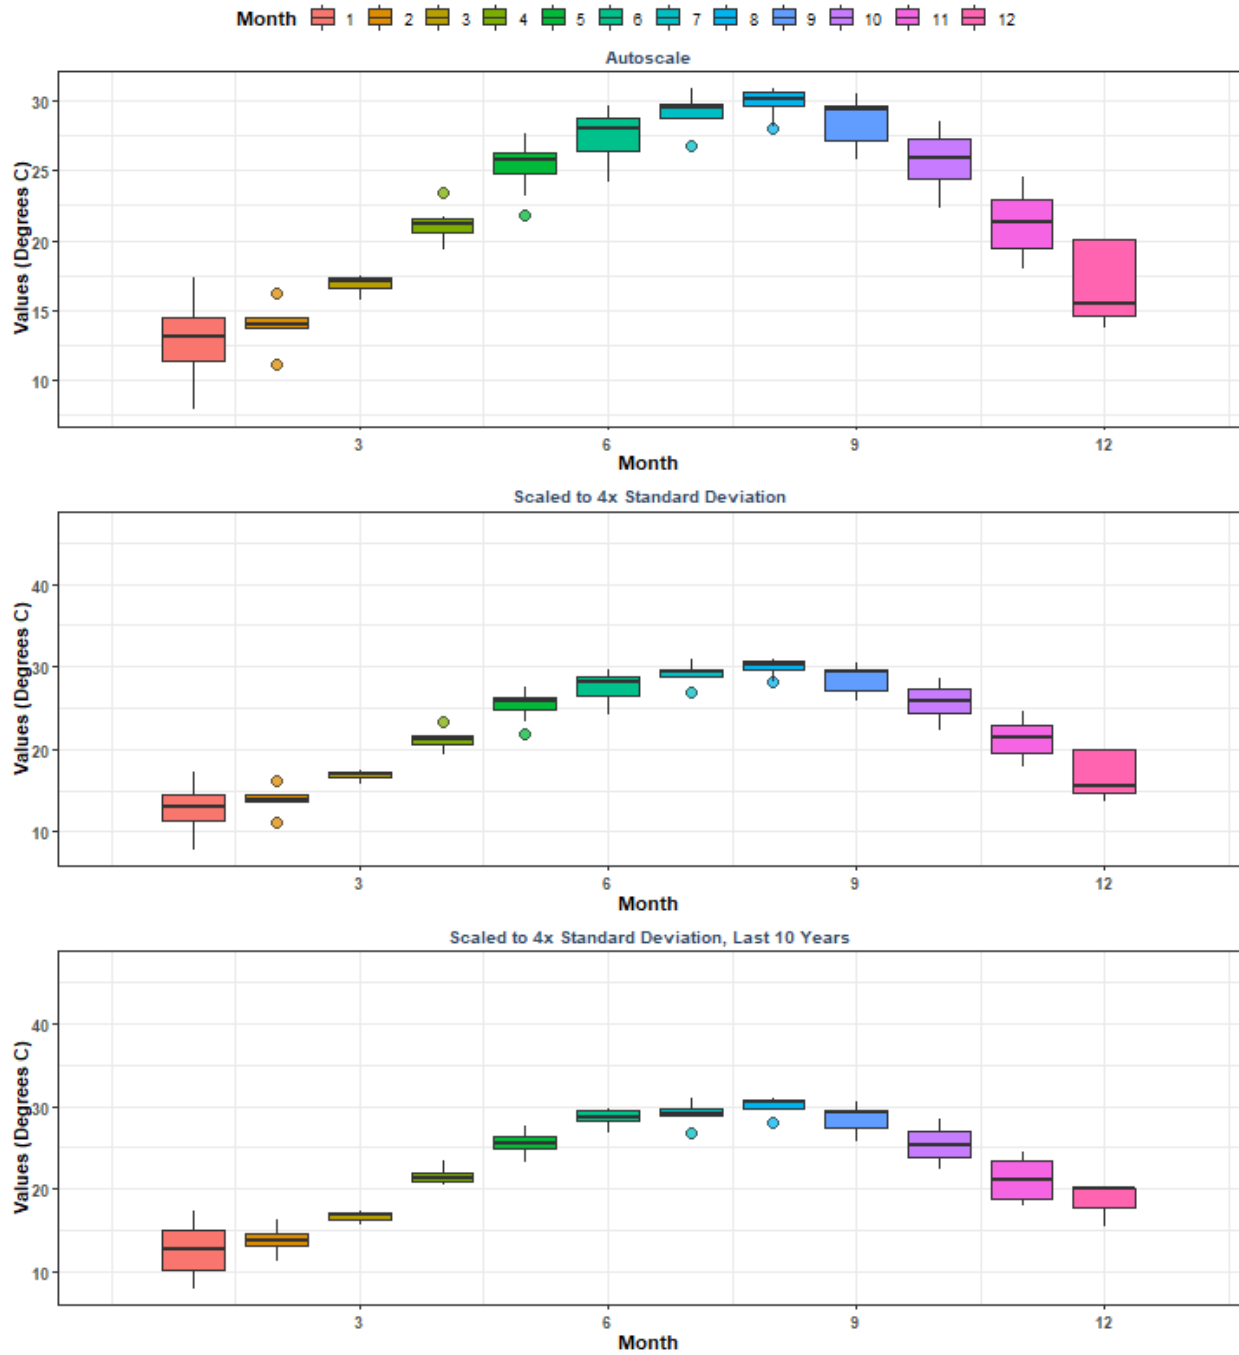 Month 1 2 3 4 5 6 7 8 9 10 11 12
Autoscale
Values (Degrees C)
30
25
20
15
10
3 6 9 12
Month
Scaled to 4x Standard Deviation
Values (Degrees C)
40
30
20
10
3 6 9 12
Month
Scaled to 4x Standard Deviation, Last 10 Years
Values (Degrees C)
40
30
20
10
3 6 9 12
Month